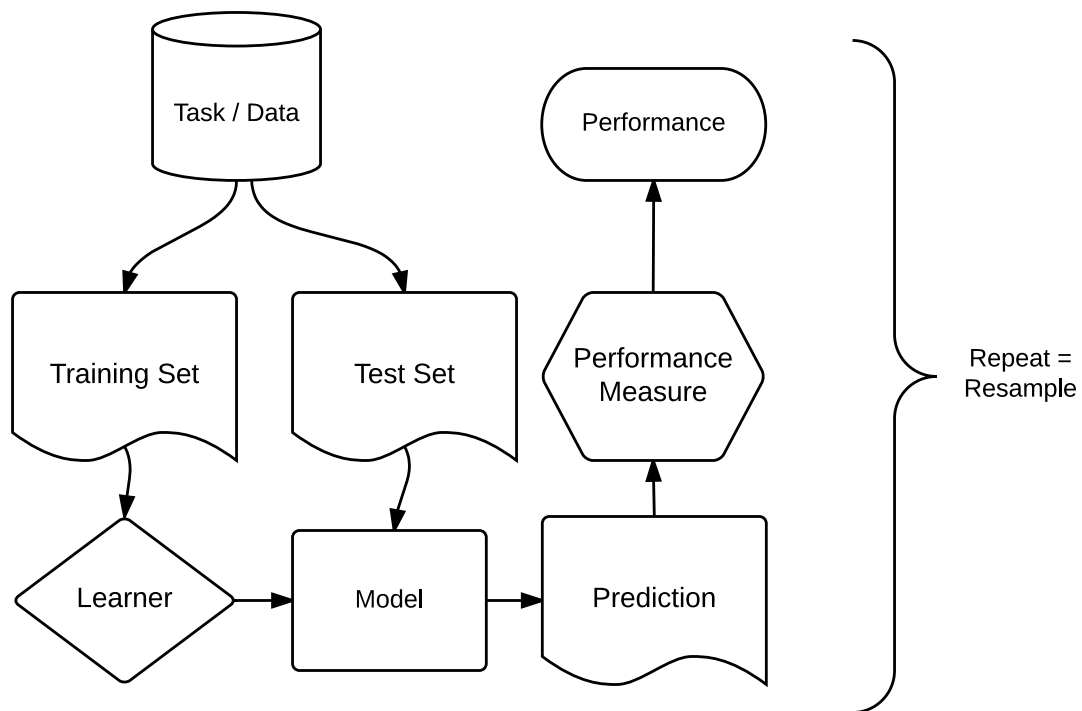 Task / Data
Performance
Training Set
Test Set
Performance
Measure
Repeat =
Resample
Learner
Model
Prediction